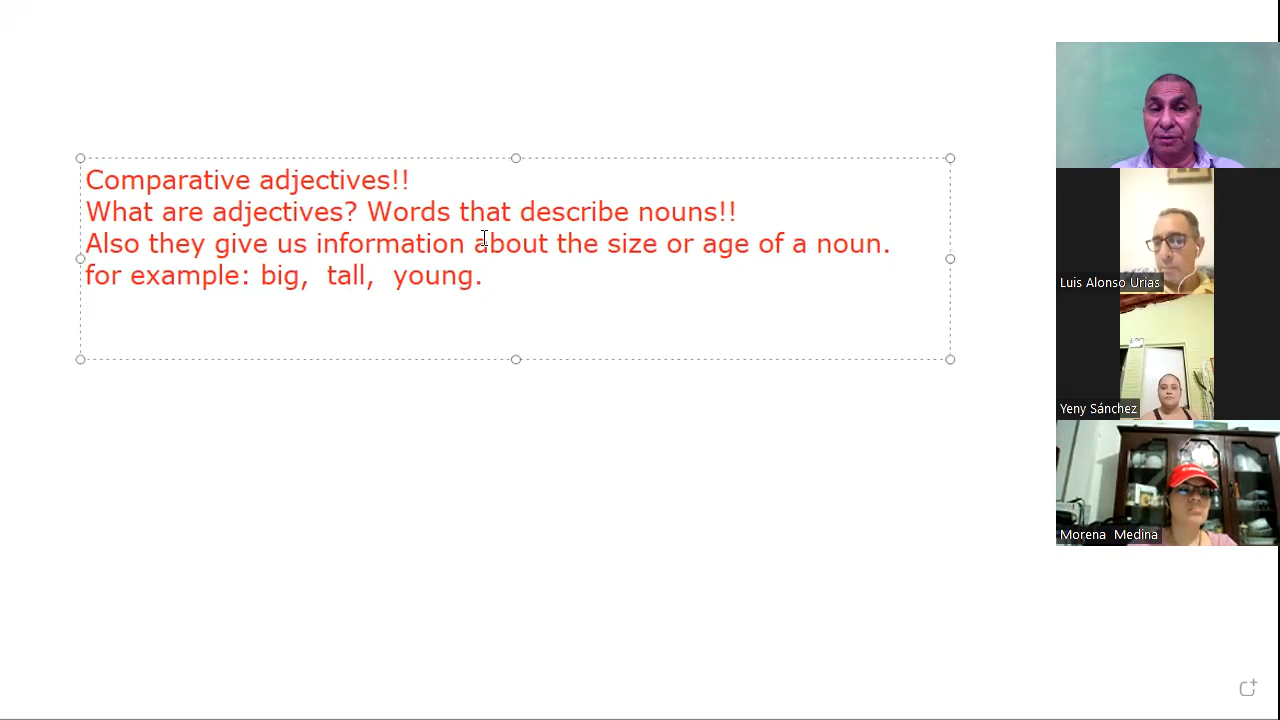 Comparative adjectives!!
What are adjectives? Words that describe nouns!!
Also they give us information about the size or age of a noun.
for example: big,  tall,  young.
Luis Alonso Urias
Yeny Sánchez
Morena  Medina